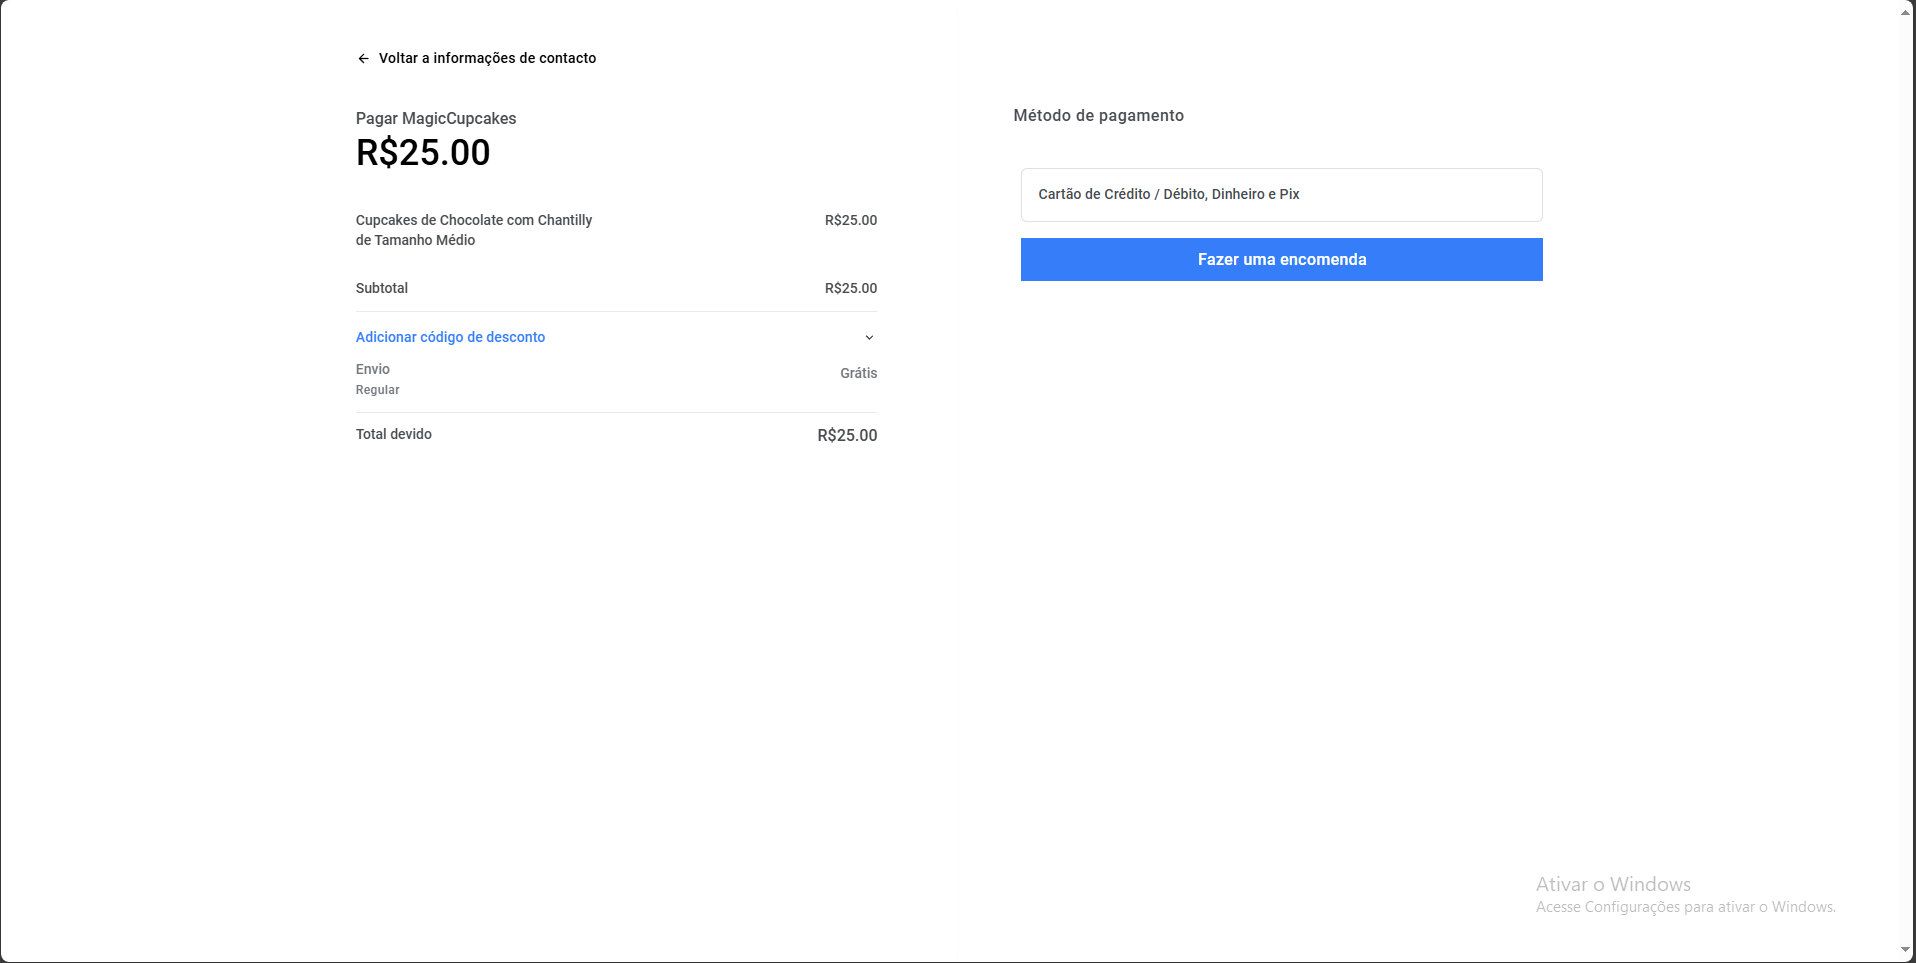 Voltar a informações de contacto
Pagar MagicCupcakes
R$25.00
Cupcakes de Chocolate com Chantilly
de Tamanho Médio
R$25.00
Subtotal
R$25.00
Adicionar código de desconto
Envio
Regular
Grátis
Total devido
R$25.00
Método de pagamento
Cartão de Crédito / Débito, Dinheiro e Pix
Fazer uma encomenda
Ativar o Windows
Acesse Configurações para ativar o Windows.